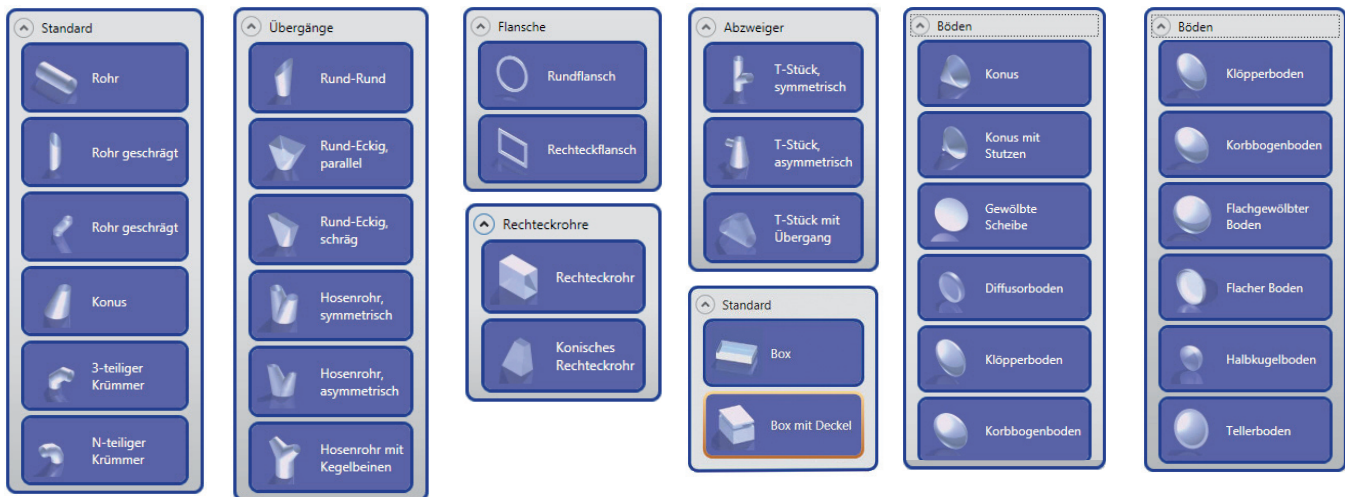 Standard
Rohr
Rohr geschrägt
Rohr geschrägt
Konus
3-teiliger
Krümmer
N-teiliger
Krümmer
Übergänge
Rund-Rund
Rund-Eckig,
parallel
Rund-Eckig,
schräg
Hosenrohr,
symmetrisch
Hosenrohr,
asymmetrisch
Hosenrohr mit
Kegelbeinen
Flansche
Rundflansch
Rechteckflansch
Rechteckrohre
Rechteckrohr
Konisches
Rechteckrohr
Abzweiger
T-Stück,
symmetrisch
T-Stück,
asymmetrisch
T-Stück mit
Übergang
Standard
Box
Box mit Deckel
Böden
Konus
Konus mit
Stutzen
Gewölbte
Scheibe
Diffusorboden
Klöpperboden
Korbbogenboden
Böden
Klöpperboden
Korbbogenboden
Flachgewölbter
Boden
Flacher Boden
Halbkugelboden
Tellerboden